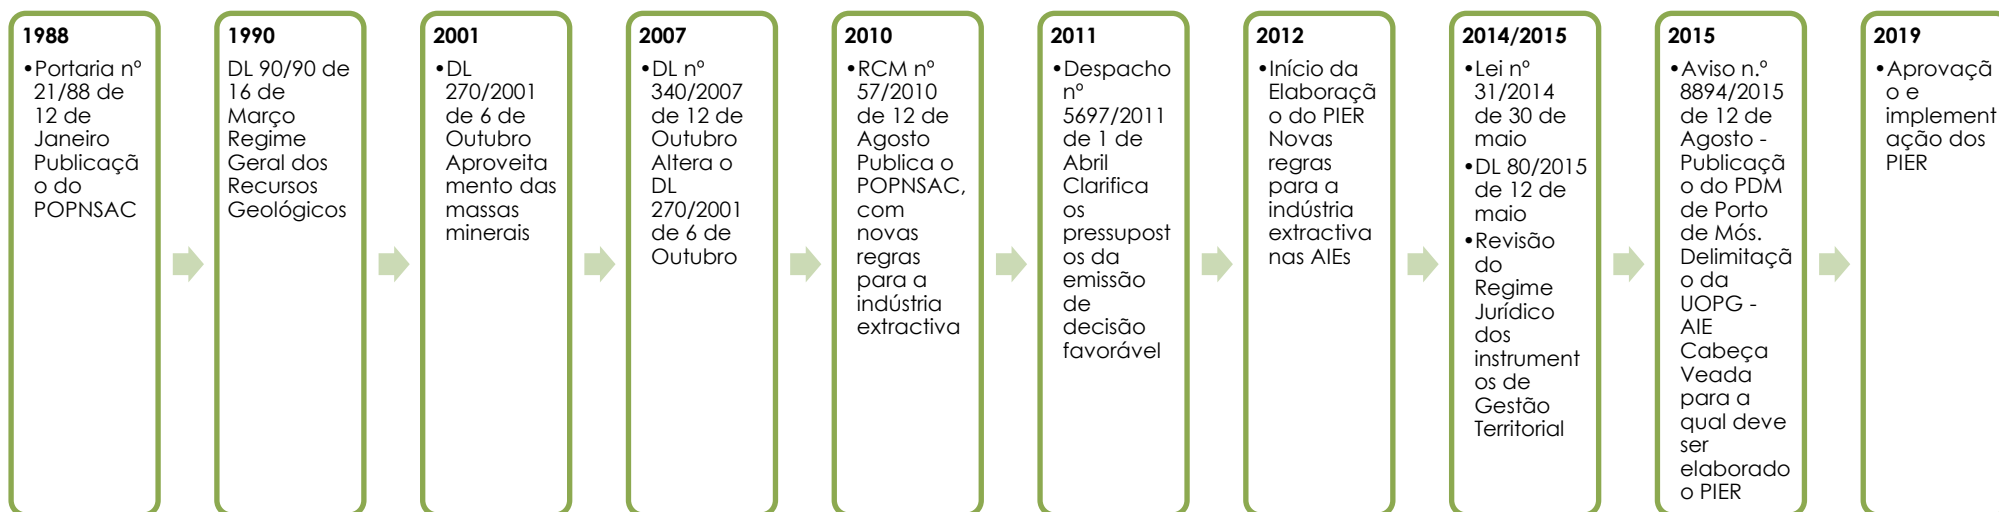 1988
•Portaria nº
21/88 de
12 de
Janeiro
Publicaçã
o do
POPNSAC
1990
DL 90/90 de
16 de
Março
Regime
Geral dos
Recursos
Geológicos
2001
•DL
270/2001
de 6 de
Outubro
Aproveita
mento das
massas
minerais
2007
•DL nº
340/2007
de 12 de
Outubro
Altera o
DL
270/2001
de 6 de
Outubro
2010
•RCM nº
57/2010
de 12 de
Agosto
Publica o
POPNSAC,
com
novas
regras
para a
indústria
extractiva
2011
•Despacho
nº
5697/2011
de 1 de
Abril
Clarifica
os
pressupost
os da
emissão
de
decisão
favorável
2012
•Início da
Elaboraçã
o do PIER
Novas
regras
para a
indústria
extractiva
nas AIEs
2014/2015
•Lei nº
31/2014
de 30 de
maio
•DL 80/2015
de 12 de
maio
•Revisão
do
Regime
Jurídico
dos
instrument
os de
Gestão
Territorial
2015
•Aviso n.º
8894/2015
de 12 de
Agosto -
Publicaçã
o do PDM
de Porto
de Mós.
Delimitaçã
o da
UOPG -
AIE
Cabeça
Veada
para a
qual deve
ser
elaborado
o PIER
2019
•Aprovaçã
o e
implement
ação dos
PIER